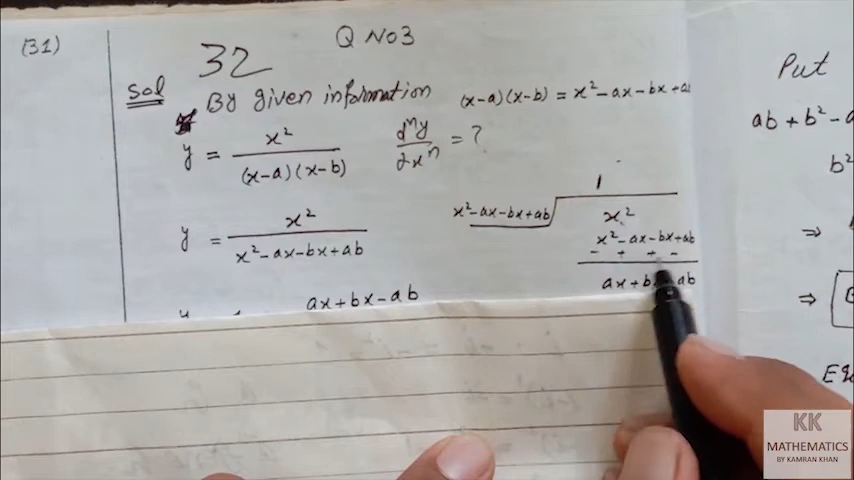 (31)
32
Q NO3
Sol
By given information
(x-a)(x-b) = x² - ax - bx + a
y = x² / (x-a)(x-b)
dⁿy / dxⁿ = ?
y = x² / x² - ax - bx + ab
1
x² - ax - bx + ab
x²
x² - ax - bx + ab
- + + -
ax + b ab
ax + bx - ab
Put
ab + b² - a
b²
⇒
⇒
Eq
KK
MATHEMATICS
BY KAMRAN KHAN